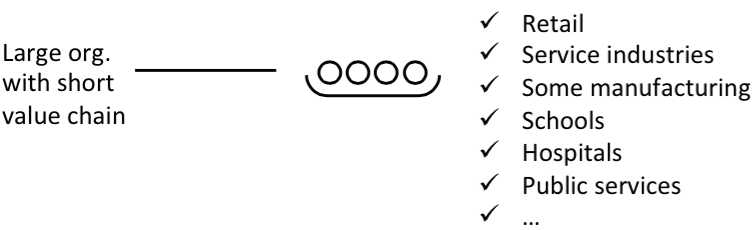 Large org.
with short
value chain
✓ Retail
✓ Service industries
✓ Some manufacturing
✓ Schools
✓ Hospitals
✓ Public services
✓ ...